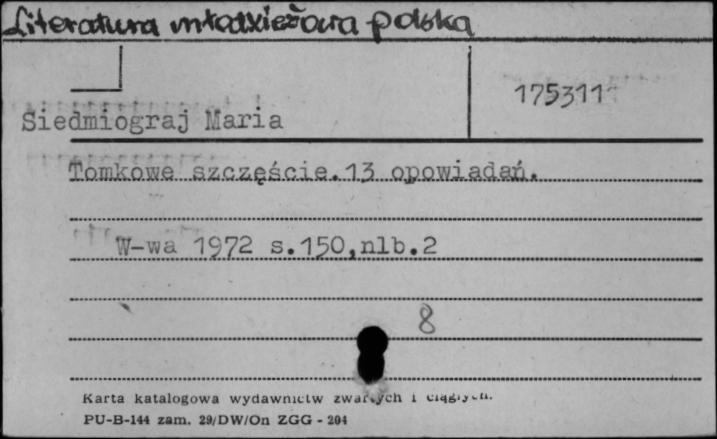 Literatura młodzieżowa polska
175311
Siedmiograj Maria
Tomkowe szczęście.13 opowiadań.
W-wa 1972 s.150,nlb.2
8
Karta katalogowa wydawnictw zwartych i ciągłych.
PU-B-144 zam. 29/DW/On ZGG - 204